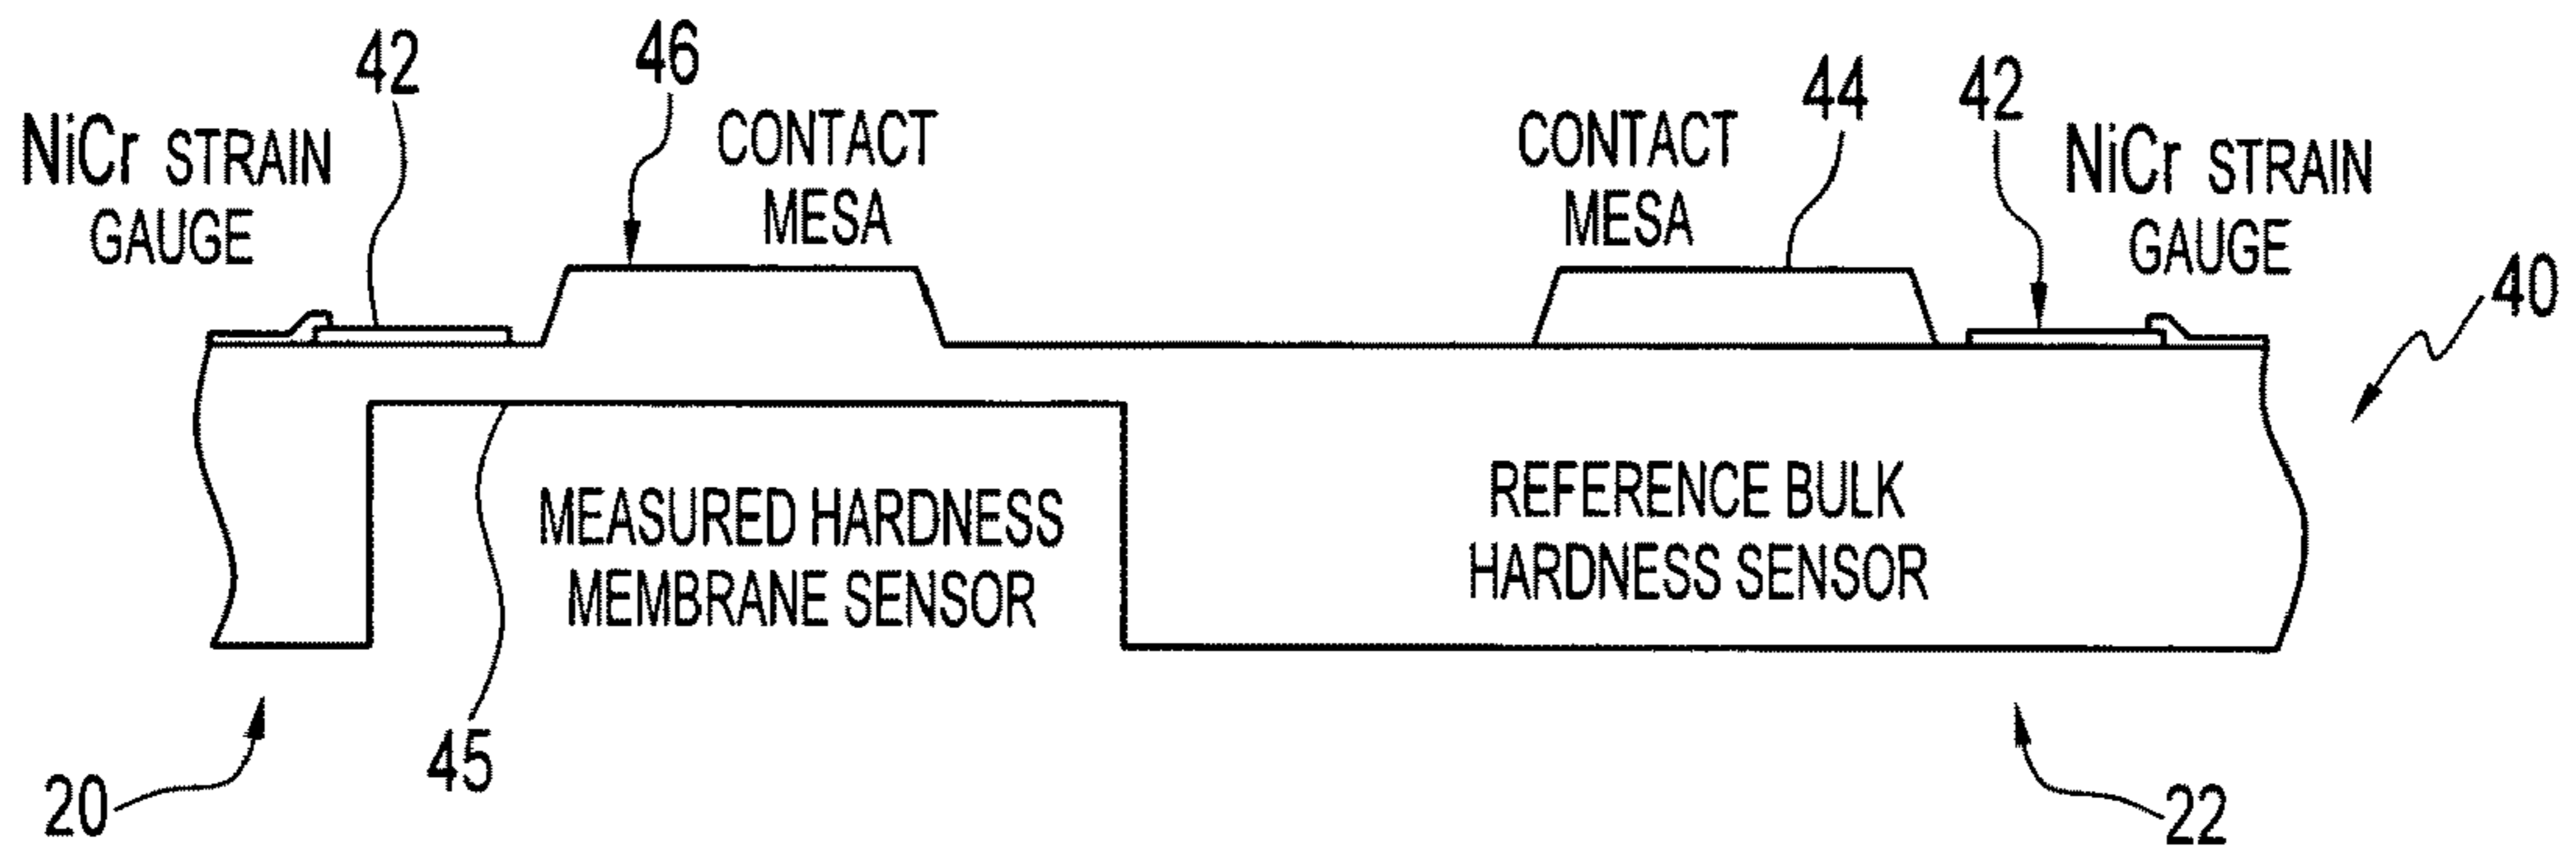 42
46
44
42
NiCr STRAIN
GAUGE
CONTACT
MESA
CONTACT
MESA
NiCr STRAIN
GAUGE
40
MEASURED HARDNESS
MEMBRANE SENSOR
REFERENCE BULK
HARDNESS SENSOR
45
20
22